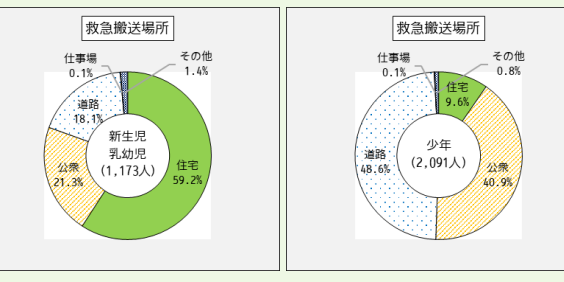 救急搬送場所
仕事場
0.1%
その他
1.4%
道路
18.1%
新生児
乳幼児
(1,173人)
住宅
59.2%
公衆
21.3%
救急搬送場所
仕事場
0.1%
その他
0.8%
住宅
9.6%
少年
(2,091人)
道路
48.6%
公衆
40.9%